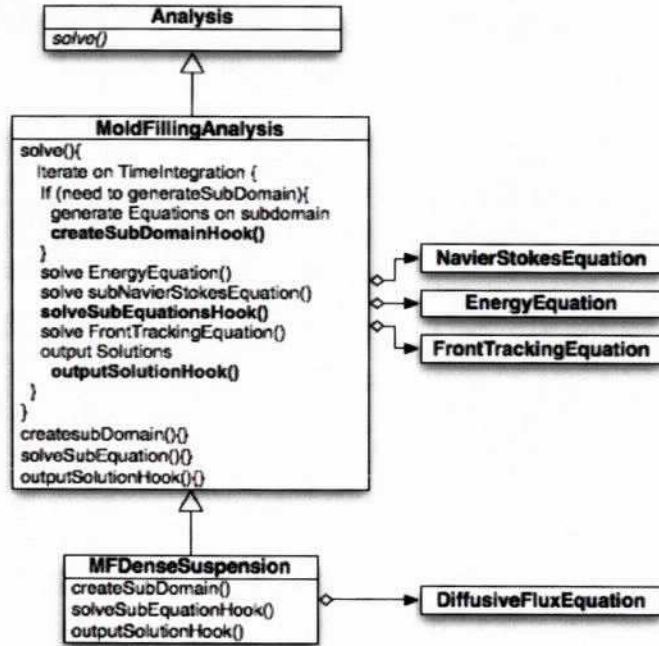 Analysis
solve()
MoldFillingAnalysis
solve(){
Iterate on TimeIntegration {
If (need to generateSubDomain){
generate Equations on subdomain
createSubDomainHook()
}
solve EnergyEquation()
solve subNavierStokesEquation()
solveSubEquationsHook()
solve FrontTrackingEquation()
output Solutions
outputSolutionHook()
}
}
createsubDomain(){}
solveSubEquation(){}
outputSolutionHook(){}
NavierStokesEquation
EnergyEquation
FrontTrackingEquation
MFDenseSuspension
createSubDomain()
solveSubEquationHook()
outputSolutionHook()
DiffusiveFluxEquation